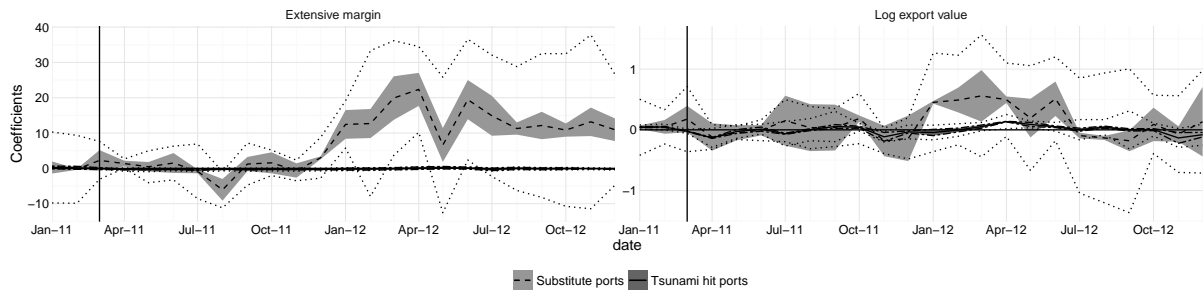 Extensive margin
Log export value
Coefficients
40
30
20
10
0
−10
1
0
−1
Jan−11 Apr−11 Jul−11 Oct−11 Jan−12 Apr−12 Jul−12 Oct−12
Jan−11 Apr−11 Jul−11 Oct−11 Jan−12 Apr−12 Jul−12 Oct−12
date
Substitute ports Tsunami hit ports